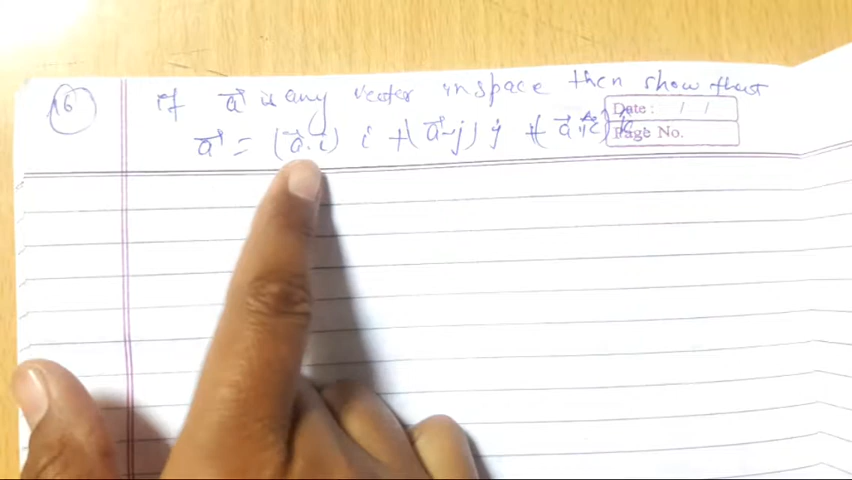 16 If a⃗ is any vector in space then show that
a⃗ = (a⃗.i) i + (a⃗.j) j + (a⃗.k) k
Date : / /
Page No.